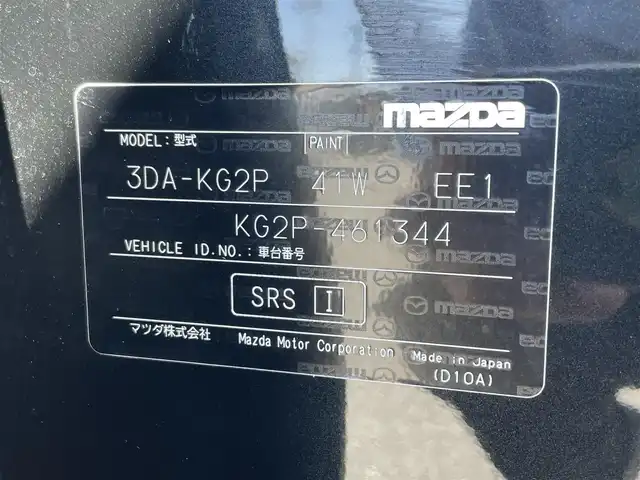 mazda
MODEL:型式 PAINT
3DA-KG2P 41W EE1
KG2P-461344
VEHICLE ID.NO.:車台番号
SRS I
マツダ株式会社 Mazda Motor Corporation Made in Japan
(D10A)